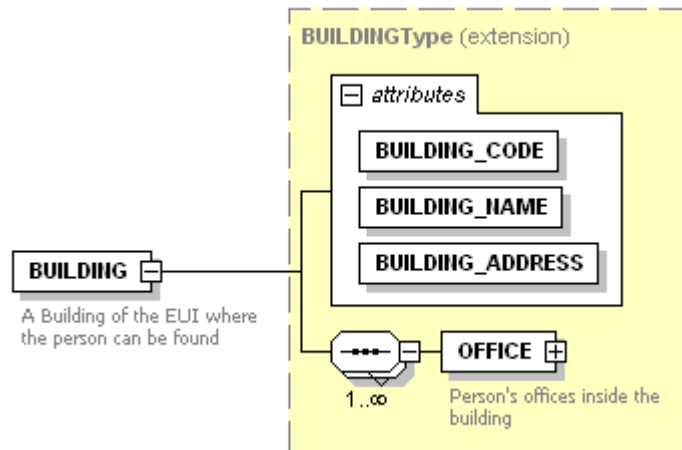 BUILDINGType (extension)
attributes
BUILDING_CODE
BUILDING_NAME
BUILDING_ADDRESS
BUILDING
A Building of the EUI where
the person can be found
OFFICE
1..∞
Person's offices inside the
building